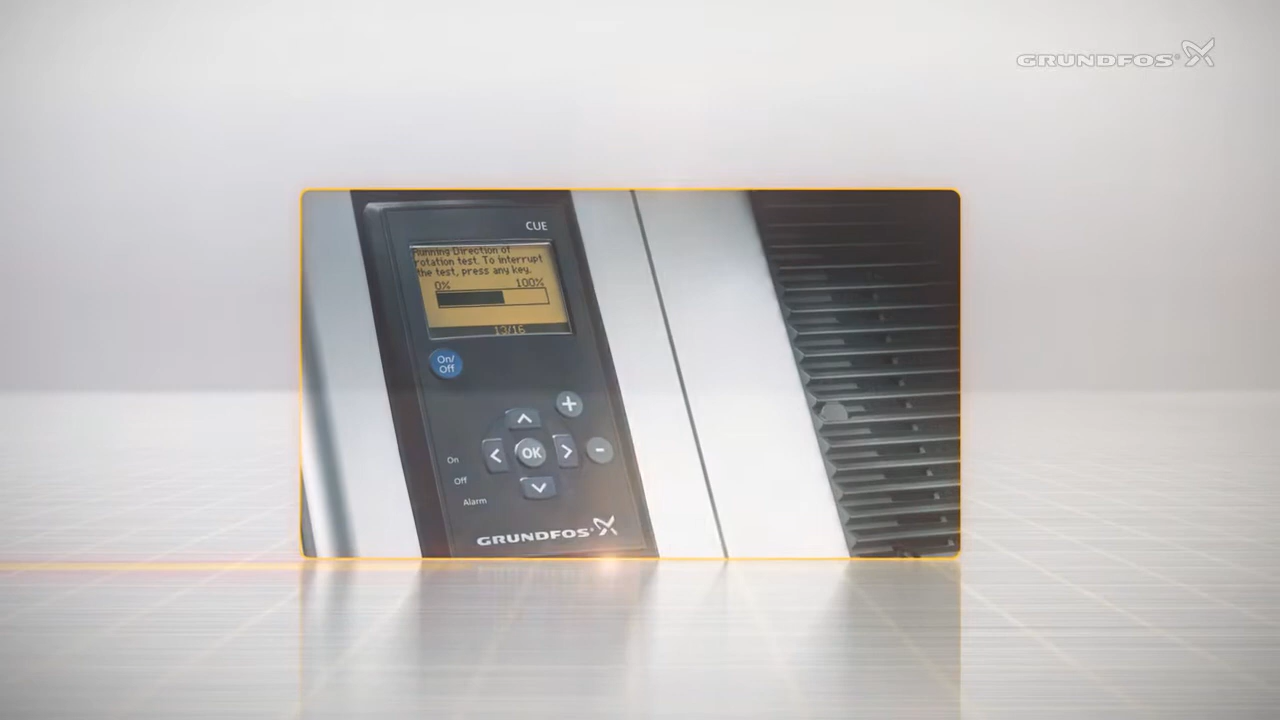 GRUNDFOS
CUE
Running Direction of
rotation test. To interrupt
the test, press any key.
0% 100%
13/16
On/
Off
+
OK
-
On
Off
Alarm
GRUNDFOS